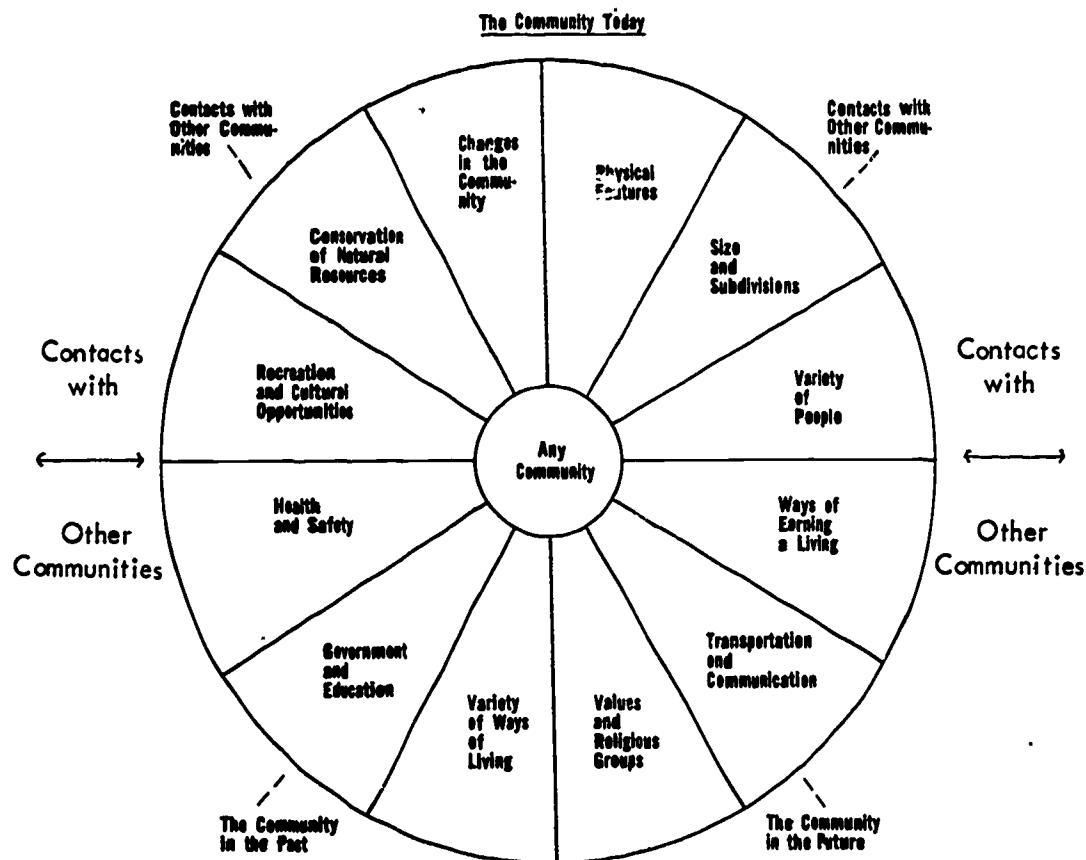 The Community Today
Contacts with
Other Commu-
nities
Contacts with
Other Commu-
nities
Changes
in the
Commu-
nity
Physical
Features
Conservation
of Natural
Resources
Size
and
Subdivisions
Contacts
with
Recreation
and Cultural
Opportunities
Variety
of
People
Contacts
with
Any
Community
Other
Communities
Health
and Safety
Ways of
Earning
a Living
Other
Communities
Government
and
Education
Transportation
and
Communication
Variety
of Ways
of
Living
Values
and
Religious
Groups
The Community
in the Past
The Community
in the Future